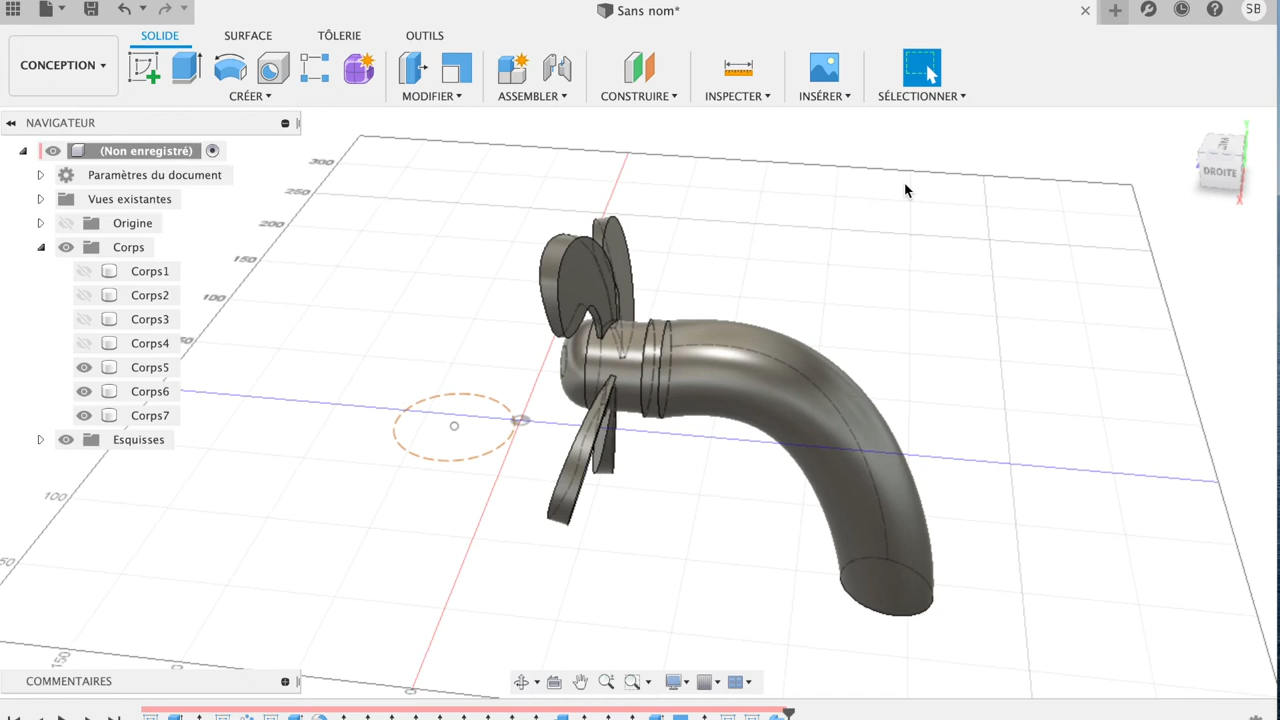 Sans nom*
SB
SOLIDE SURFACE TÔLERIE OUTILS
CONCEPTION
CRÉER MODIFIER ASSEMBLER CONSTRUIRE INSPECTER INSÉRER SÉLECTIONNER
NAVIGATEUR
(Non enregistré)
Paramètres du document
Vues existantes
Origine
Corps
Corps1
Corps2
Corps3
Corps4
Corps5
Corps6
Corps7
Esquisses
300
250
200
150
100
100
150
0
DROITE
COMMENTAIRES